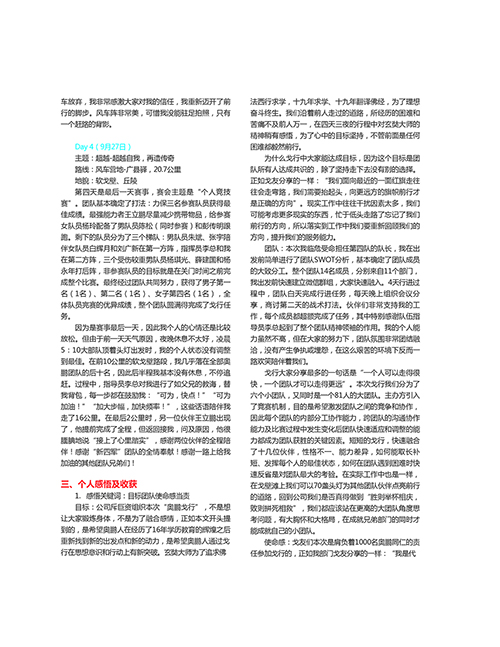 车放弃，我非常感激大家对我的信任，我重新迈开了前
行的脚步。风车阵非常美，可惜我没能驻足拍照，只有
一个赶路的背影。
Day 4（9月27日）
主题：超越·超越自我，再造传奇
路线：风车营地-广显驿，20.7公里
地貌：砂戈壁、丘陵
第四天是最后一天赛事，赛会主题是“个人竞技
赛”。团队基本确定了打法：力保三名参赛队员获得最
佳成绩。最强能力者王立鹏尽量减少携带物品，给参赛
女队员杨玲配备了男队员陈松（同时参赛）和彭传明跟
跑。剩下的队员分为了三个梯队：男队员朱斌、张宇陪
伴女队员白辉月和刘广新在第一方阵，指挥员李总和我
在第二方阵，三个受伤较重男队员杨琪光、薛建国和杨
永年打后阵，非参赛队员的目标就是在关门时间之前完
成整个比赛。最终经过团队共同努力，获得了男子第一
名（1名）、第二名（1名）、女子第四名（1名），全
体队员完赛的优异成绩，整个团队圆满得完成了戈行任
务。
因为是赛事最后一天，因此我个人的心情还是比较
放松。但由于前一天天气原因，夜晚休息不太好，凌晨
5：10大部队顶着头灯出发时，我的个人状态没有调整
到最佳。在前10公里的软戈壁路段，我几乎落在全部奥
鹏团队的后十名，因此后半程我基本没有休息，不停追
赶。过程中，指导员李总对我进行了如父兄的救海，替
我背包，每一步都在鼓励我：“可为，快点！”“可为
加油！”“加大步幅，加快频率！”，这些话语陪伴我
走了16公里。在最后2公里时，另一位伙伴王立鹏出现
了，他提前完成了全程，但返回接我，问及原因，他很
腼腆地说“接上了心里踏实”，感谢两位伙伴的全程陪
伴！感谢“新四军”团队的全情奉献！感谢一路上给我
加油的其他团队兄弟们！
三、个人感悟及收获
1．感悟关键词：目标团队使命感当责
目标：公司斥巨资组织本次“奥鹏戈行”，不是想
让大家锻炼身体，不是为了融合感情，正如本文开头提
到的，是希望奥鹏人在经历了16年学历教育的辉煌之后
重新找到新的出发点和新的动力，是希望奥鹏人通过戈
行在思想意识和行动上有新突破。玄奘大师为了追求佛
法西行求学，十九年求学、十九年翻译佛经，为了理想
奋斗终生。我们沿着前人走过的道路，所经历的困难和
苦痛不及前人万一，在四天三夜的行程中对玄奘大师的
精神稍有感悟，为了心中的目标坚持，不管前面是任何
困难都毅然前行。
为什么戈行中大家能达成目标，因为这个目标是团
队所有人达成共识的，除了坚持走下去没有别的选择。
正如戈友分享的一样：“我们面向最近的一面红旗走往
往会走弯路，我们需要抬起头，向更远方的旗帜前行才
是正确的方向”。现实工作中往往干扰因素太多，我们
可能考虑更多现实的东西，忙于低头走路了忘记了我们
前行的方向，所以落实到工作中我们要重新回顾我们的
方向，提升我们的服务能力。
团队：本次我临危受命担任第四队的队长，我在出
发前简单进行了团队SWOT分析，基本确定了团队成员
的大致分工。整个团队14名成员，分别来自11个部门，
我出发前快速建立微信群组，大家快速融入。4天行进过
程中，团队白天完成行进任务，每天晚上组织会议分
享，商讨第二天的战术打法。伙伴们非常支持我的工
作，每个成员都超额完成了任务，其中特别感谢队伍指
导员李总起到了整个团队精神领袖的作用。我的个人能
力虽然不高，但在大家的努力下，团队氛围非常团结融
洽，没有产生争执或埋怨，在这么艰苦的环境下反而一
路欢笑陪伴着我们。
戈行大家分享最多的一句话是“一个人可以走得很
快，一个团队才可以走得更远”。本次戈行我们分为了
六个小团队，又同时是一个81人的大团队。主办方引入
了竞赛机制，目的是希望激发团队之间的竞争和协作，
因此每个团队的内部分工协作能力，跨团队的沟通协作
能力及比赛过程中发生变化后团队快速适应和调整的能
力都成为团队获胜的关键因素。短短的戈行，快速融合
了十几位伙伴，性格不一、能力差异，如何能取长补
短、发挥每个人的最佳状态，如何在团队遇到困难时快
速反省是对团队最大的考验。在实际工作中也是一样，
在戈壁滩上我们可以70盏头灯为其他团队伙伴点亮前行
的道路，回到公司我们是否真得做到“胜则举杯相庆，
败则拼死相救”，我们都应该站在更高的大团队角度思
考问题，有大胸怀和大格局，在成就兄弟部门的同时才
能成就自己的小团队。
使命感：戈友们本次是肩负着1000名奥鹏同仁的责
任参加戈行的，正如我部门戈友分享的一样：“我是代